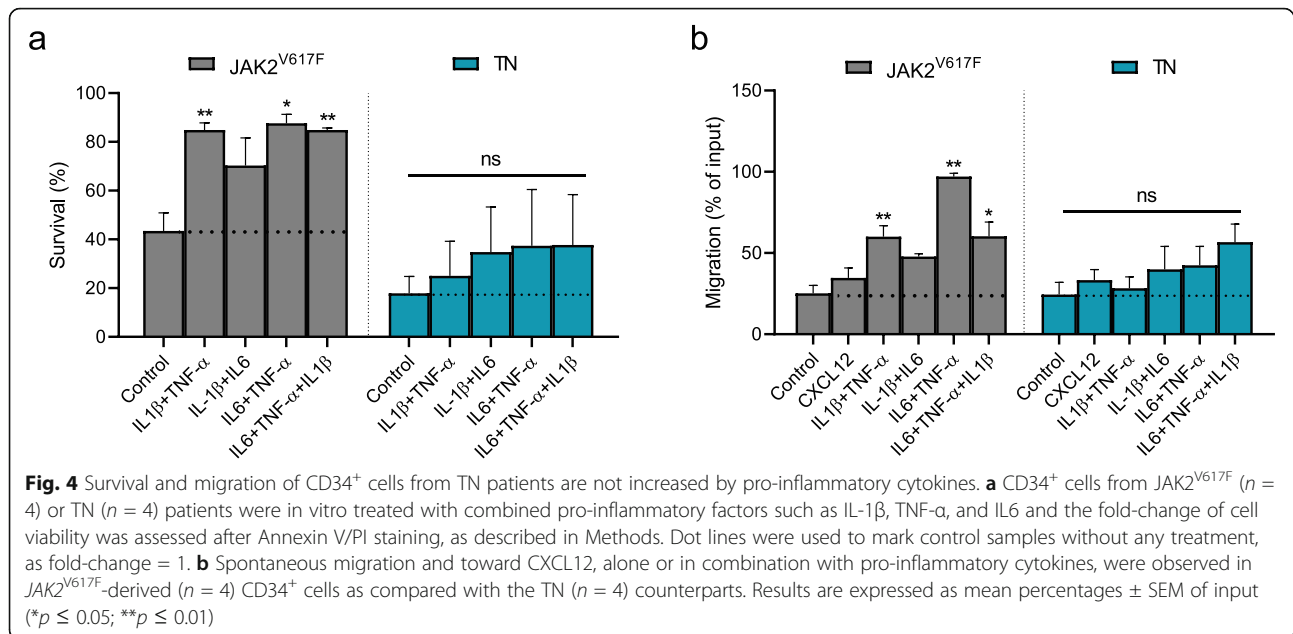 a
JAK2V617F
TN
Survival (%)
100
80
60
40
20
0
**
*
**
ns
Control
IL1β+TNF-α
IL-1β+IL6
IL6+TNF-α
IL6+TNF-α+IL1β
Control
IL1β+TNF-α
IL-1β+IL6
IL6+TNF-α
IL6+TNF-α+IL1β
b
JAK2V617F
TN
Migration (% of input)
150
100
50
0
**
**
*
ns
Control
CXCL12
IL1β+TNF-α
IL-1β+IL6
IL6+TNF-α
IL6+TNF-α+IL1β
Control
CXCL12
IL1β+TNF-α
IL-1β+IL6
IL6+TNF-α
IL6+TNF-α+IL1β
Fig. 4 Survival and migration of CD34+ cells from TN patients are not increased by pro-inflammatory cytokines. a CD34+ cells from JAK2V617F (n =
4) or TN (n = 4) patients were in vitro treated with combined pro-inflammatory factors such as IL-1β, TNF-α, and IL6 and the fold-change of cell
viability was assessed after Annexin V/PI staining, as described in Methods. Dot lines were used to mark control samples without any treatment,
as fold-change = 1. b Spontaneous migration and toward CXCL12, alone or in combination with pro-inflammatory cytokines, were observed in
JAK2V617F-derived (n = 4) CD34+ cells as compared with the TN (n = 4) counterparts. Results are expressed as mean percentages ± SEM of input
(*p ≤ 0.05; **p ≤ 0.01)